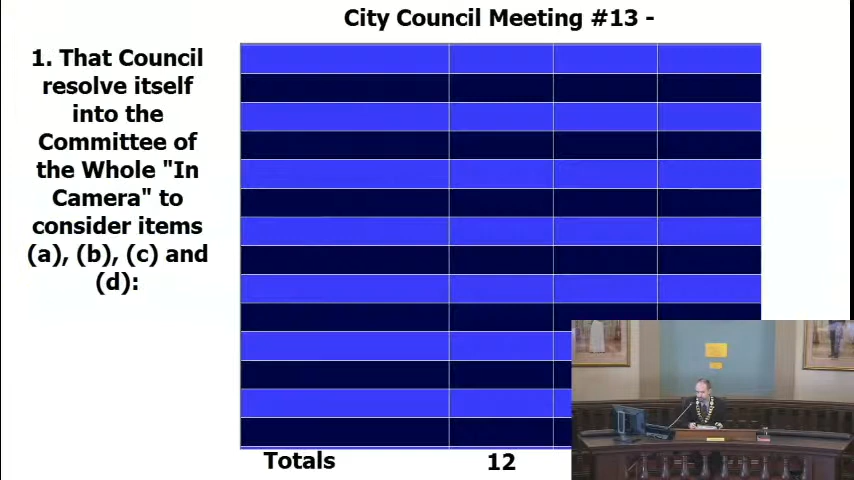 City Council Meeting #13 -
1. That Council
resolve itself
into the
Committee of
the Whole "In
Camera" to
consider items
(a), (b), (c) and
(d):
Totals 12